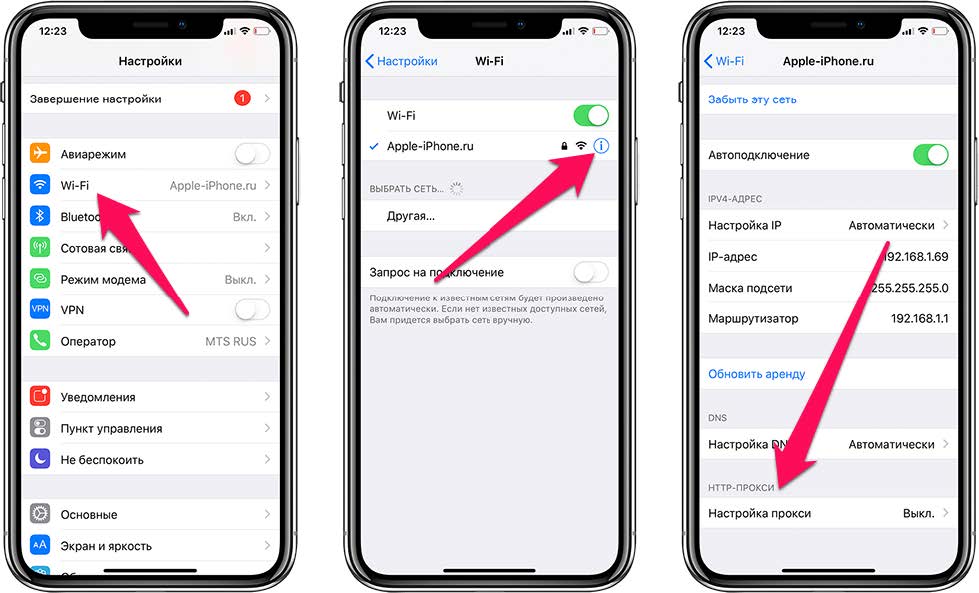 12:23
Настройки
Завершение настройки 1
Авиарежим
Wi-Fi Apple-iPhone.ru
Bluetoo Вкл.
Сотовая свя
Режим модема Выкл.
VPN VPN
Оператор MTS RUS
Уведомления
Пункт управления
Не беспокоить
Основные
AA Экран и яркость
12:23
Настройки Wi-Fi
Wi-Fi
Apple-iPhone.ru
ВЫБРАТЬ СЕТЬ...
Другая...
Запрос на подключение
Подключение к известным сетям будет произведено
автоматически. Если нет известных доступных сетей,
Вам придется выбрать сеть вручную.
12:23
Wi-Fi Apple-iPhone.ru
Забыть эту сеть
Автоподключение
IPV4-АДРЕС
Настройка IP Автоматически
IP-адрес 192.168.1.69
Маска подсети 255.255.255.0
Маршрутизатор 192.168.1.1
Обновить аренду
DNS
Настройка DN Автоматически
HTTP-ПРОКСИ
Настройка прокси Выкл.